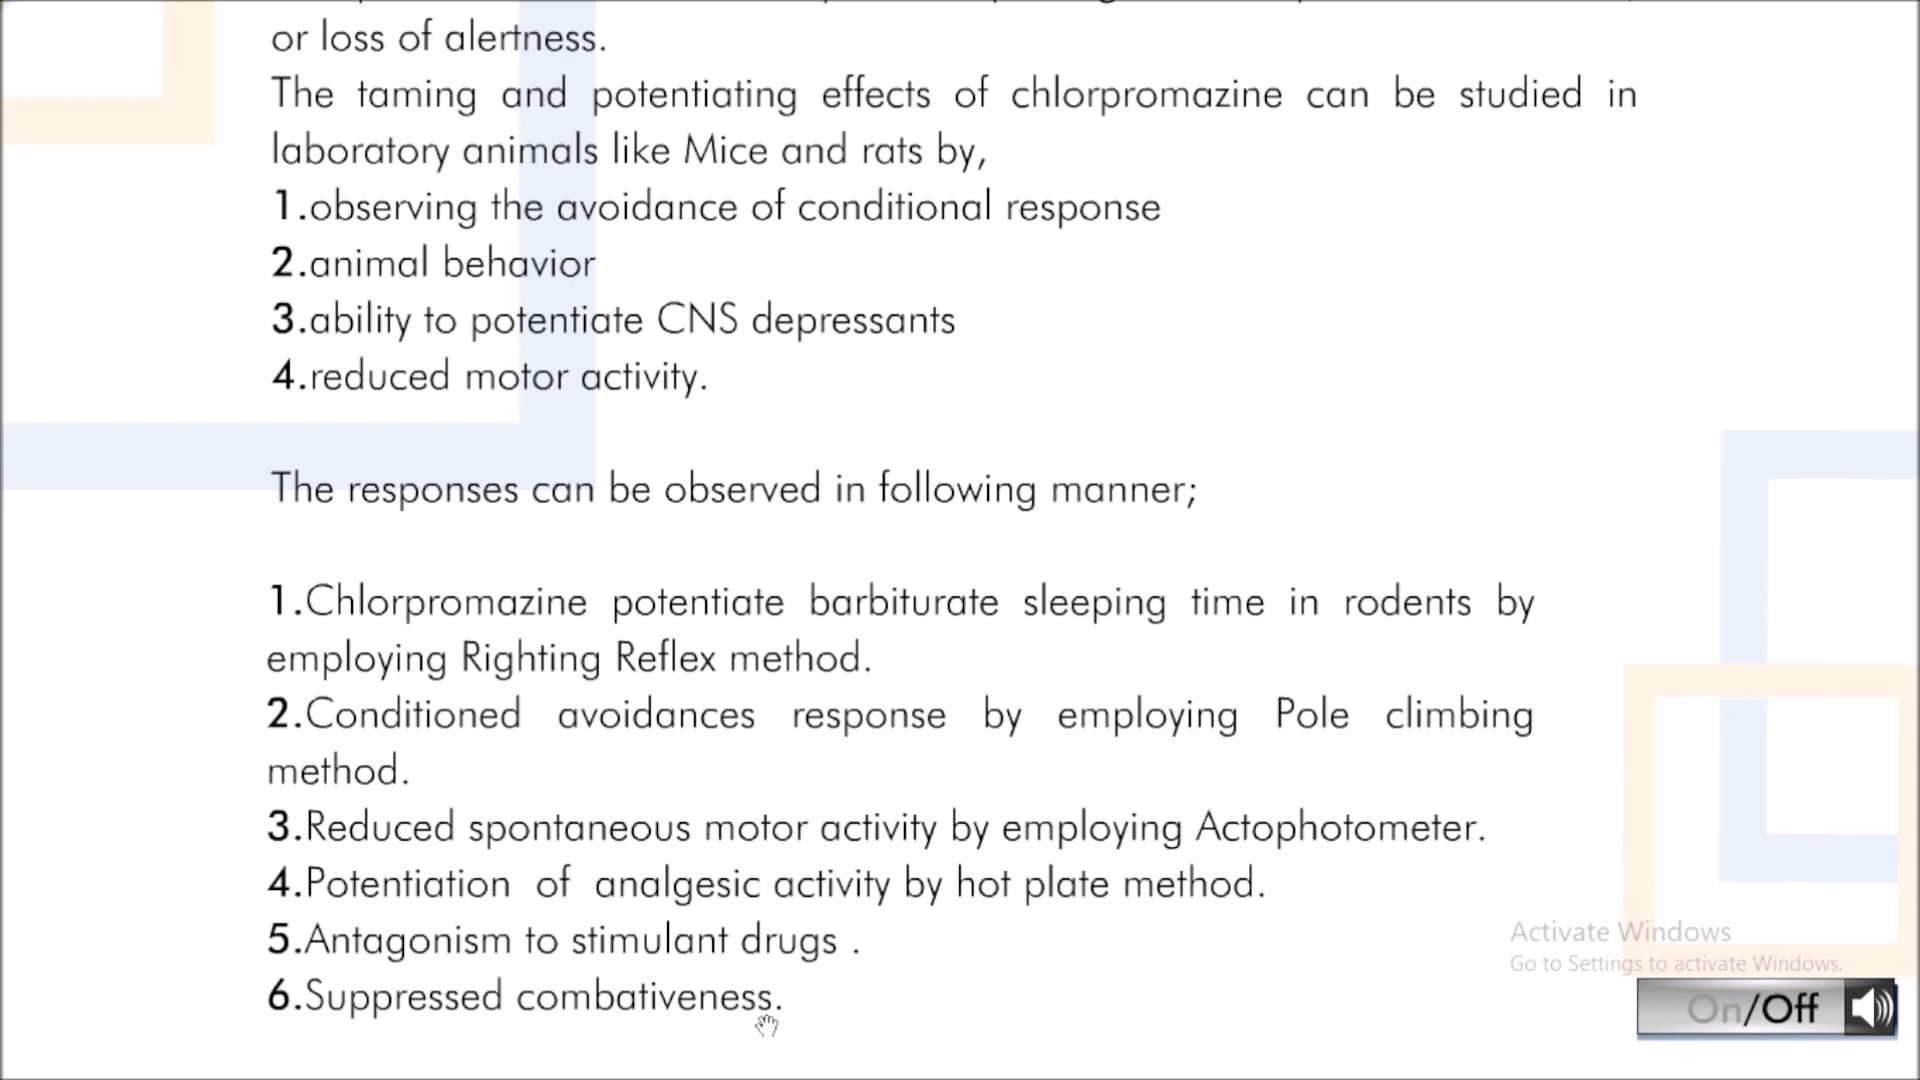 or loss of alertness.
The taming and potentiating effects of chlorpromazine can be studied in
laboratory animals like Mice and rats by,
1.observing the avoidance of conditional response
2.animal behavior
3.ability to potentiate CNS depressants
4.reduced motor activity.
The responses can be observed in following manner;
1.Chlorpromazine potentiate barbiturate sleeping time in rodents by
employing Righting Reflex method.
2.Conditioned avoidances response by employing Pole climbing
method.
3.Reduced spontaneous motor activity by employing Actophotometer.
4.Potentiation of analgesic activity by hot plate method.
5.Antagonism to stimulant drugs .
6.Suppressed combativeness.
Activate Windows
Go to Settings to activate Windows.
On/Off